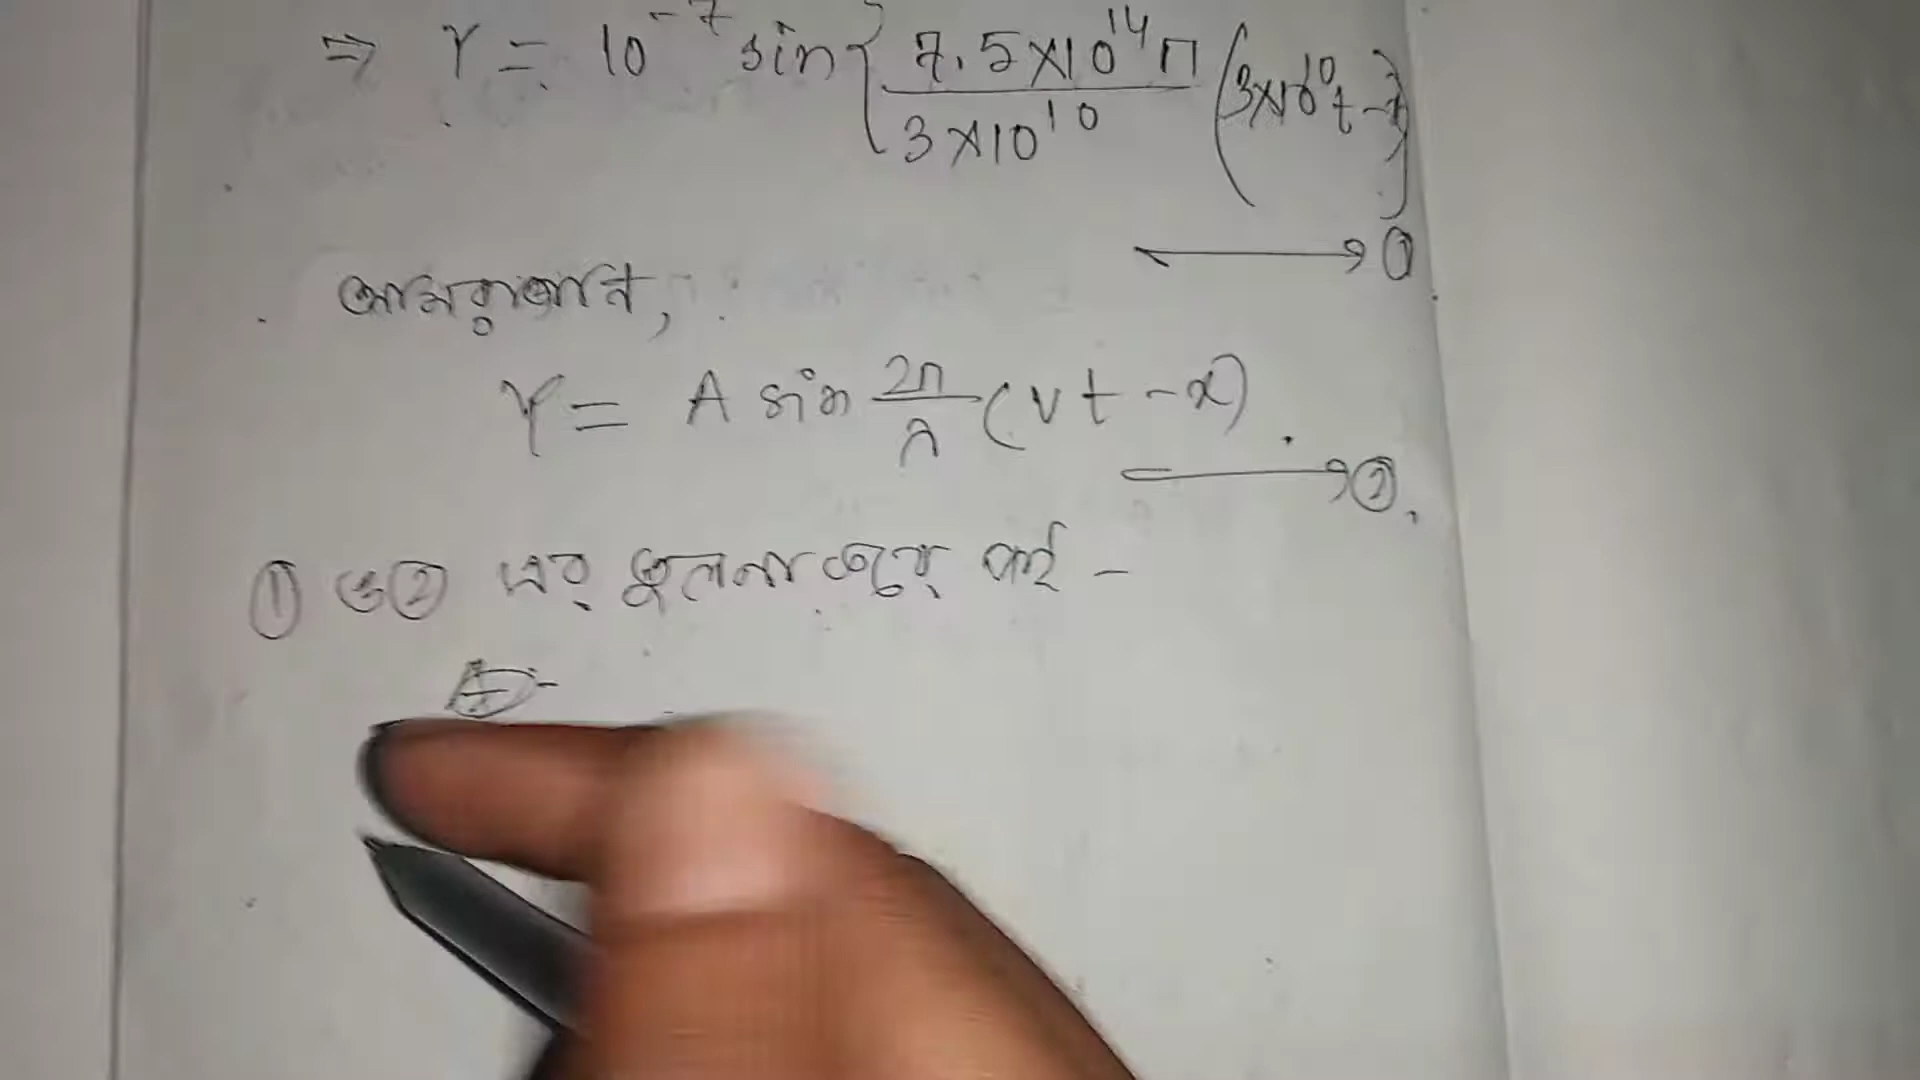 ⇒ Y = 10⁻⁷ sin { 7.5×10¹⁴π / 3×10¹⁰ (3×10¹⁰t -
→ ①
আমরা জানি,
Y = A sin 2π/λ (vt - x).
→ ②.
① ও ② এর তুলনা করে পাই -